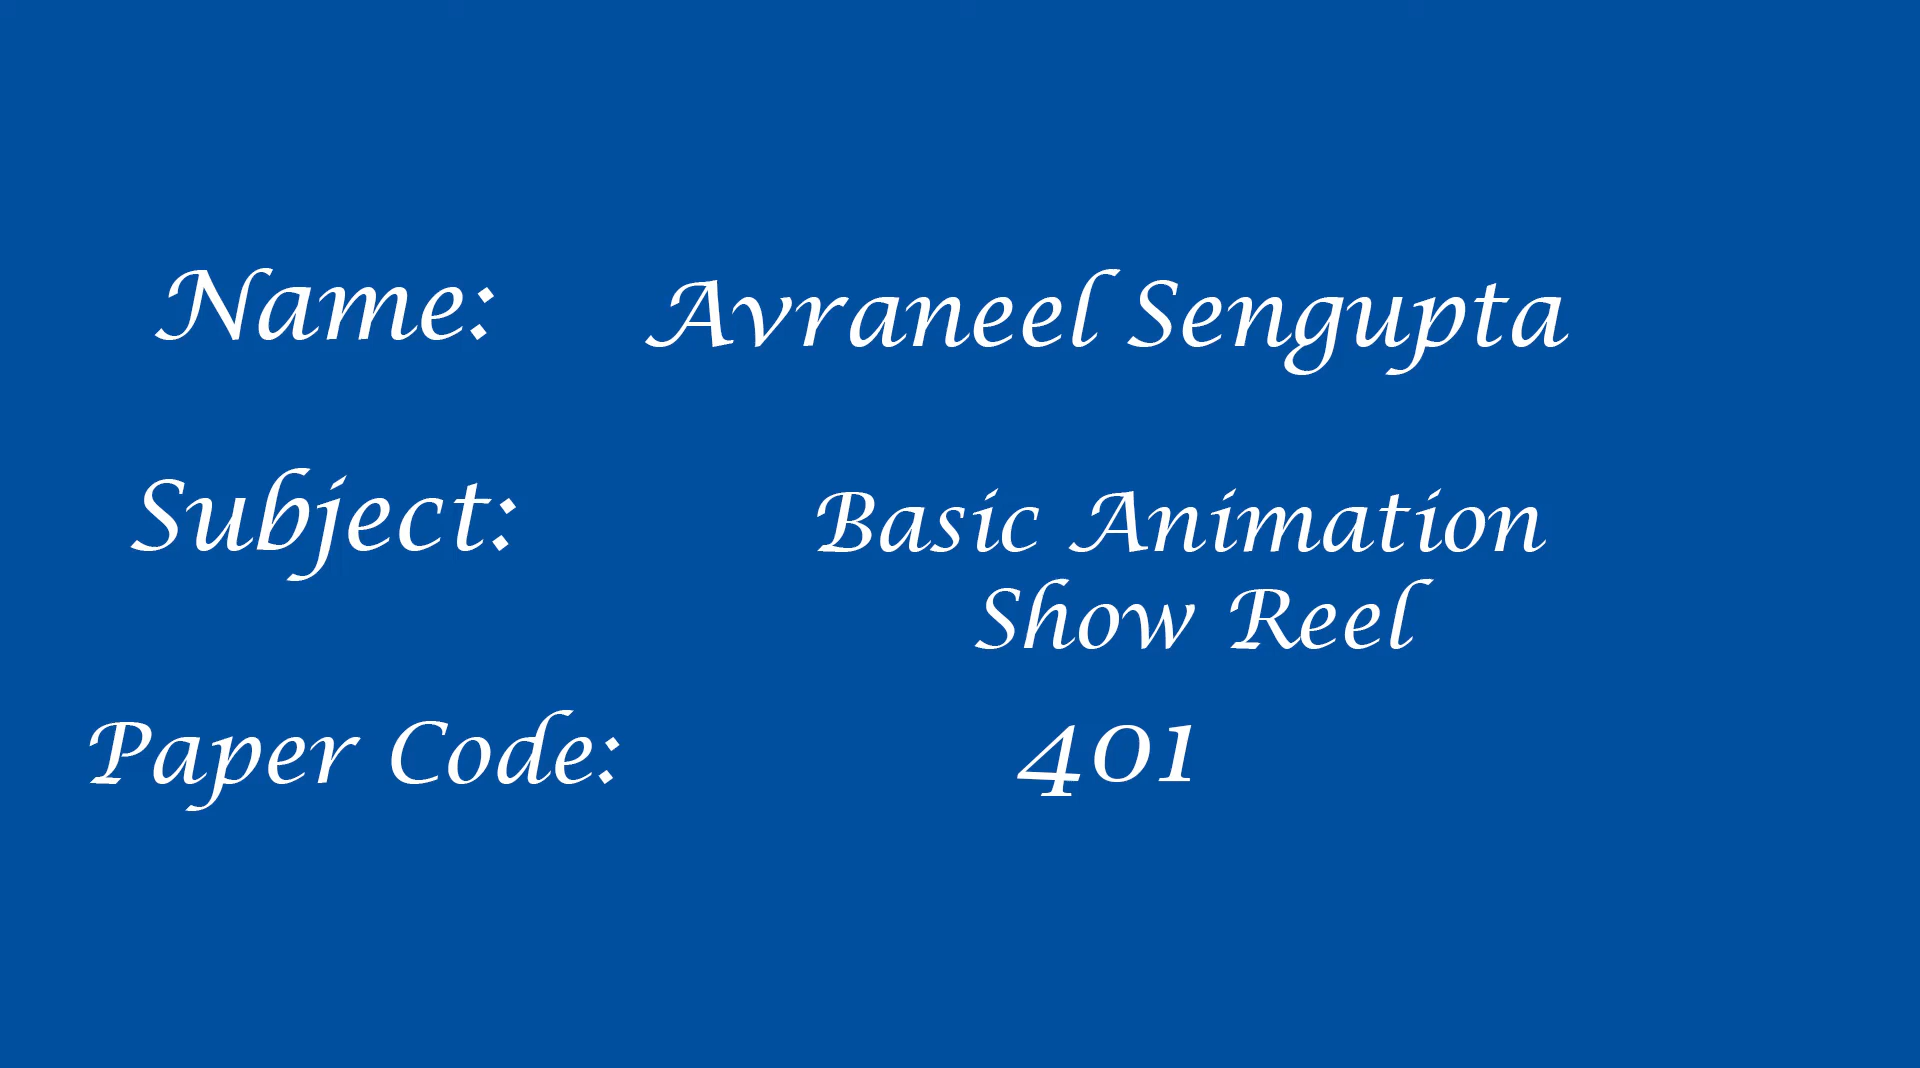 Name: Avraneel Sengupta
Subject: Basic Animation
Show Reel
Paper Code: 401